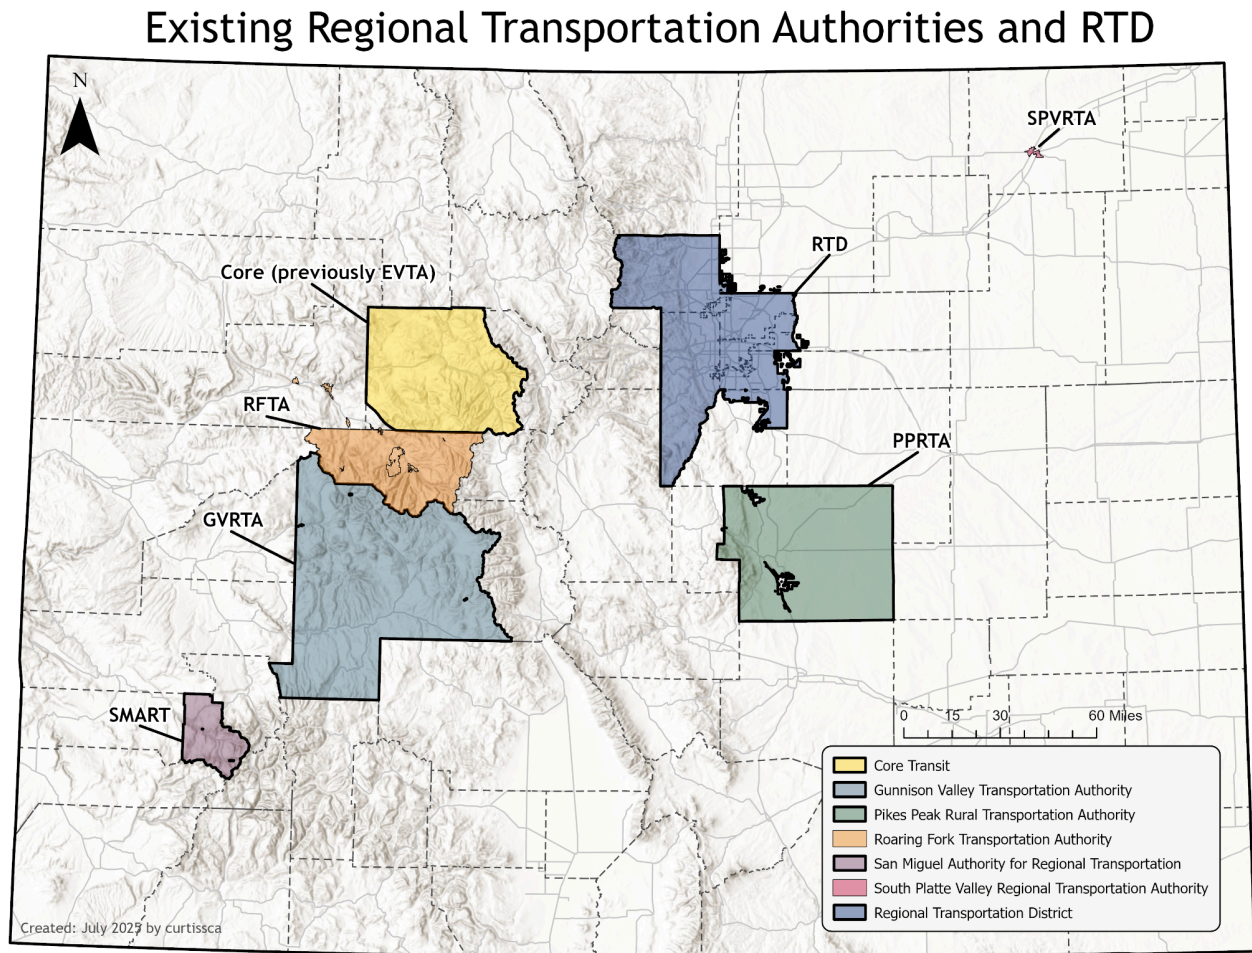 Existing Regional Transportation Authorities and RTD
N
SPVRTA
RTD
Core (previously EVTA)
RFTA
PPRTA
GVRTA
SMART
0 15 30 60 Miles
Core Transit
Gunnison Valley Transportation Authority
Pikes Peak Rural Transportation Authority
Roaring Fork Transportation Authority
San Miguel Authority for Regional Transportation
South Platte Valley Regional Transportation Authority
Regional Transportation District
Created: July 2025 by curtissca